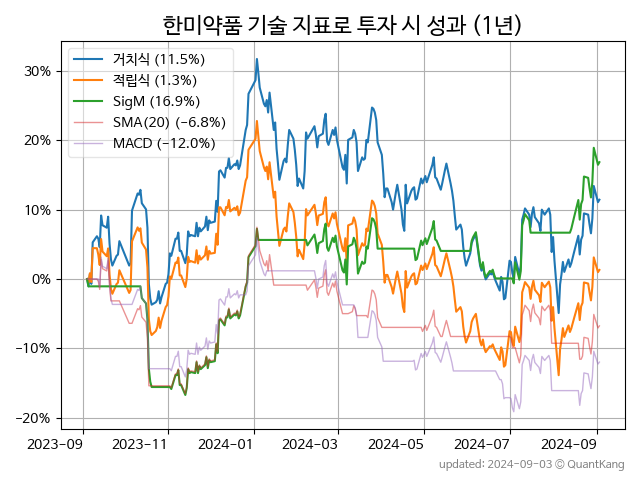 한미약품 기술 지표로 투자 시 성과 (1년)
거치식 (11.5%)
적립식 (1.3%)
SigM (16.9%)
SMA(20) (−6.8%)
MACD (−12.0%)
30%
20%
10%
0%
−10%
−20%
2023-09 2023-11 2024-01 2024-03 2024-05 2024-07 2024-09
updated: 2024-09-03 © QuantKang